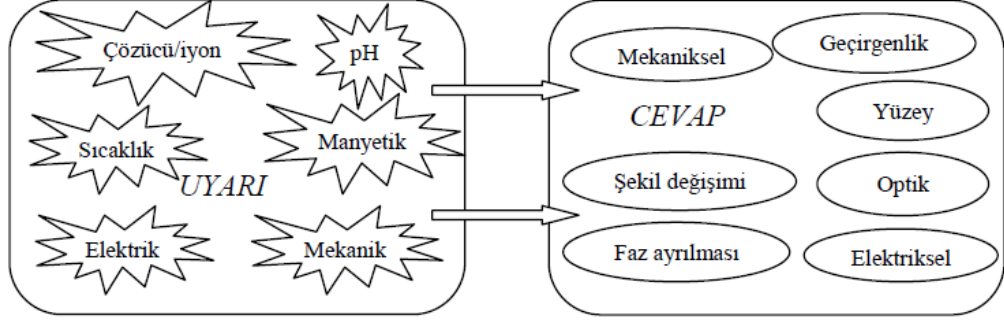 Çözücü/iyon
pH
Sıcaklık
Manyetik
UYARI
Elektrik
Mekanik
Mekaniksel
Geçirgenlik
CEVAP
Yüzey
Şekil değişimi
Optik
Faz ayrılması
Elektriksel